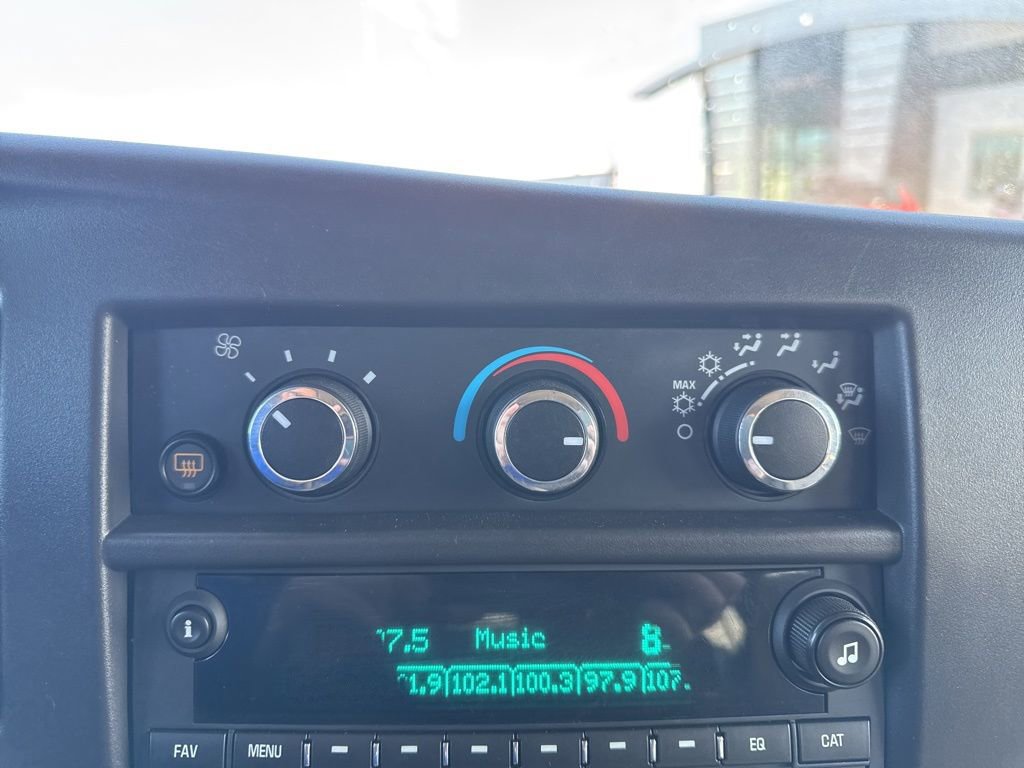 MAX
i
7.5 Music 8
1.9 102.1 100.3 97.9 107.
FAV MENU EQ CAT